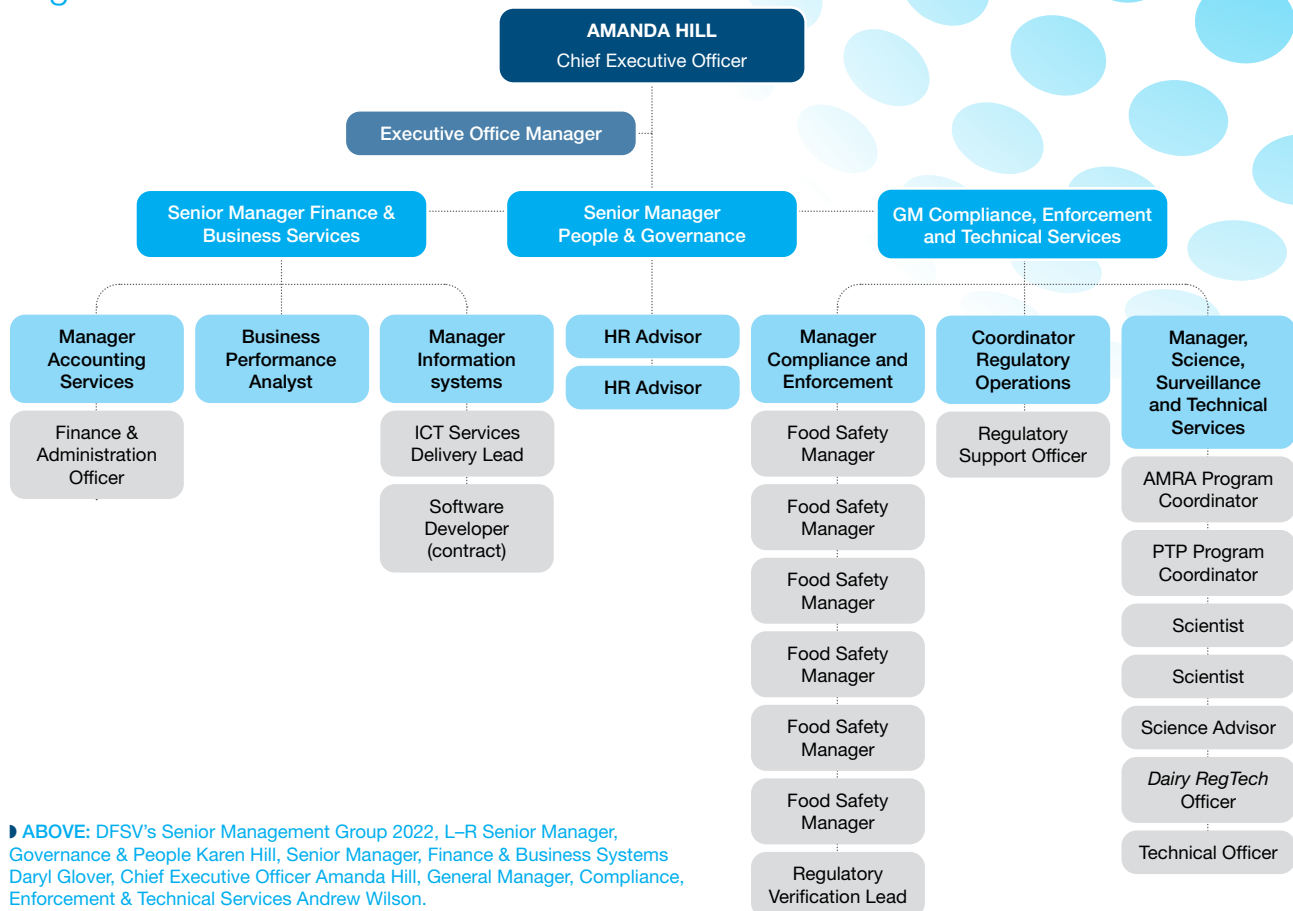 AMANDA HILL
Chief Executive Officer
Executive Office Manager
Senior Manager Finance &
Business Services
Senior Manager
People & Governance
GM Compliance, Enforcement
and Technical Services
Manager
Accounting
Services
Finance &
Administration
Officer
Business
Performance
Analyst
Manager
Information
systems
ICT Services
Delivery Lead
Software
Developer
(contract)
HR Advisor
HR Advisor
Manager
Compliance and
Enforcement
Food Safety
Manager
Food Safety
Manager
Food Safety
Manager
Food Safety
Manager
Food Safety
Manager
Food Safety
Manager
Regulatory
Verification Lead
Coordinator
Regulatory
Operations
Regulatory
Support Officer
Manager,
Science,
Surveillance
and Technical
Services
AMRA Program
Coordinator
PTP Program
Coordinator
Scientist
Scientist
Science Advisor
Dairy RegTech
Officer
Technical Officer
ABOVE: DFSV's Senior Management Group 2022, L–R Senior Manager,
Governance & People Karen Hill, Senior Manager, Finance & Business Systems
Daryl Glover, Chief Executive Officer Amanda Hill, General Manager, Compliance,
Enforcement & Technical Services Andrew Wilson.